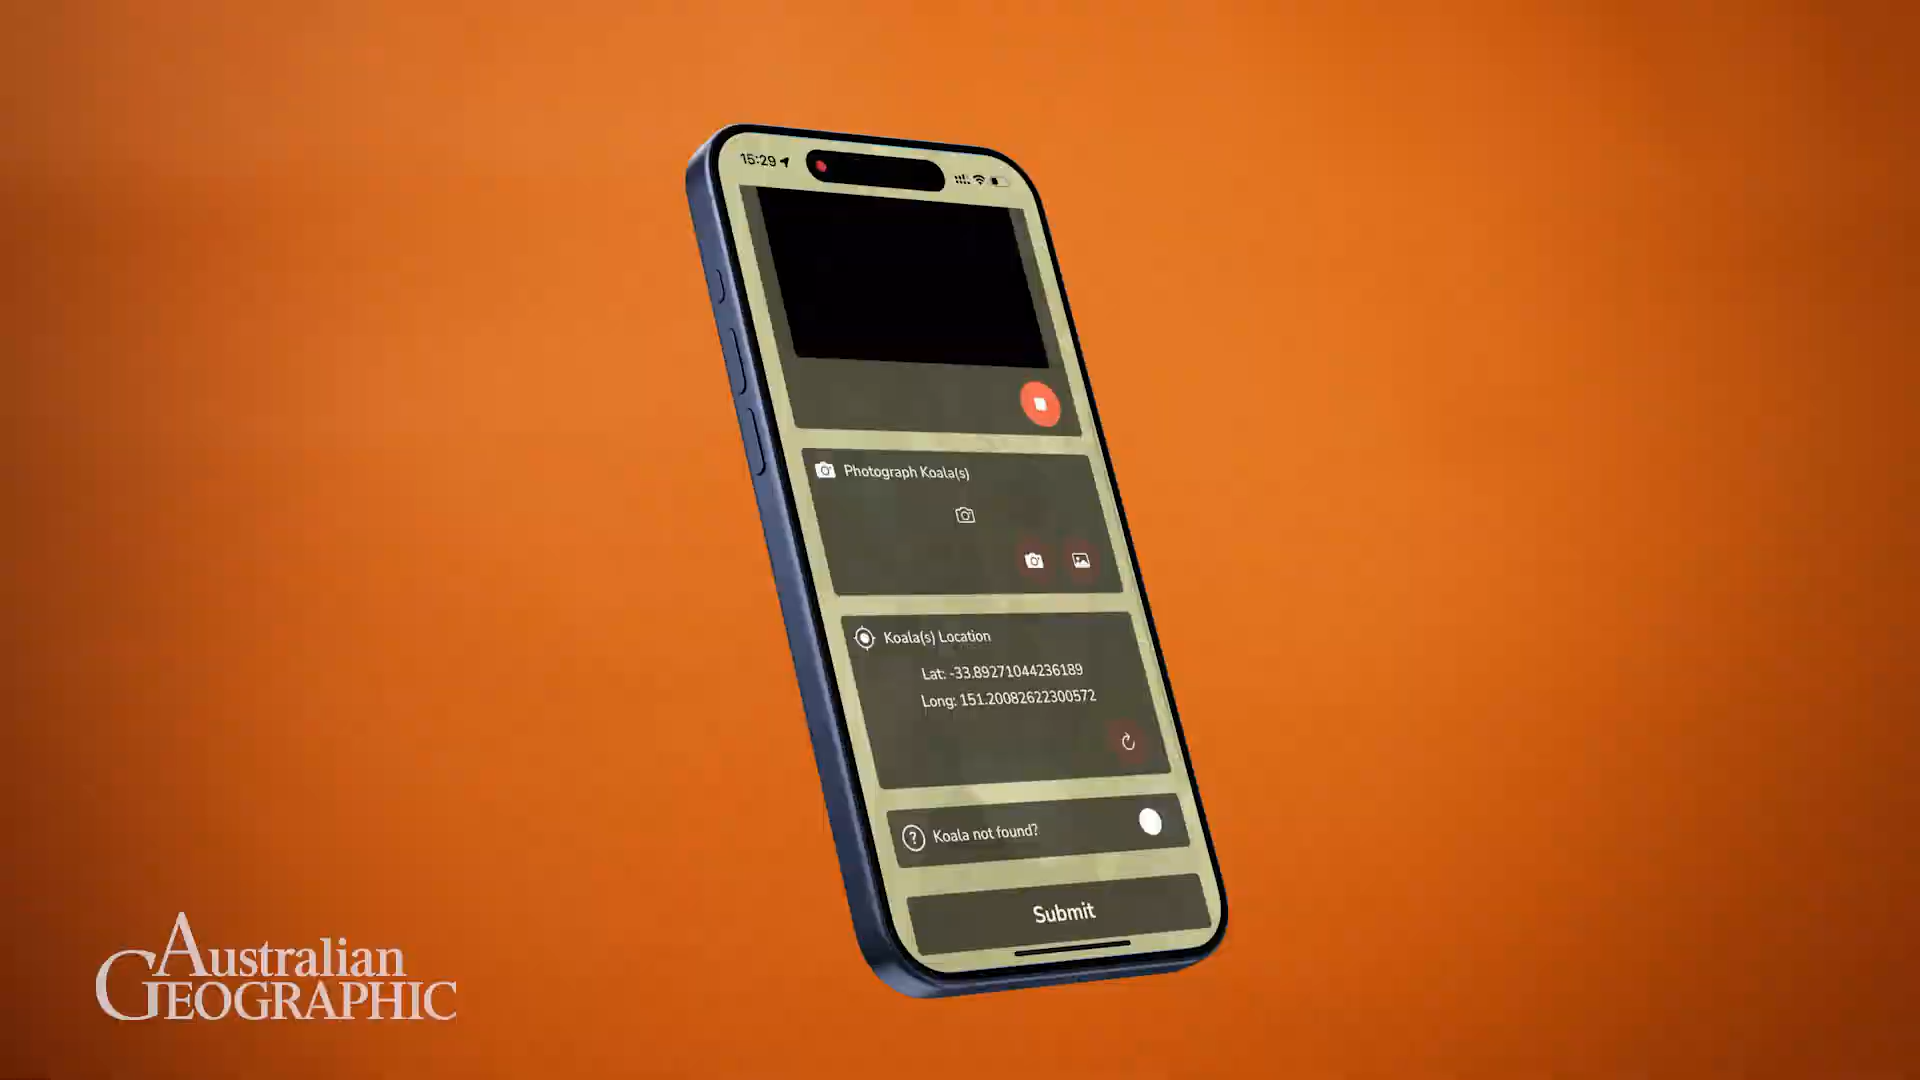 15:29
Photograph Koala(s)
Koala(s) Location
Lat: -33.89271044236189
Long: 151.20082622300572
? Koala not found?
Submit
Australian
GEOGRAPHIC